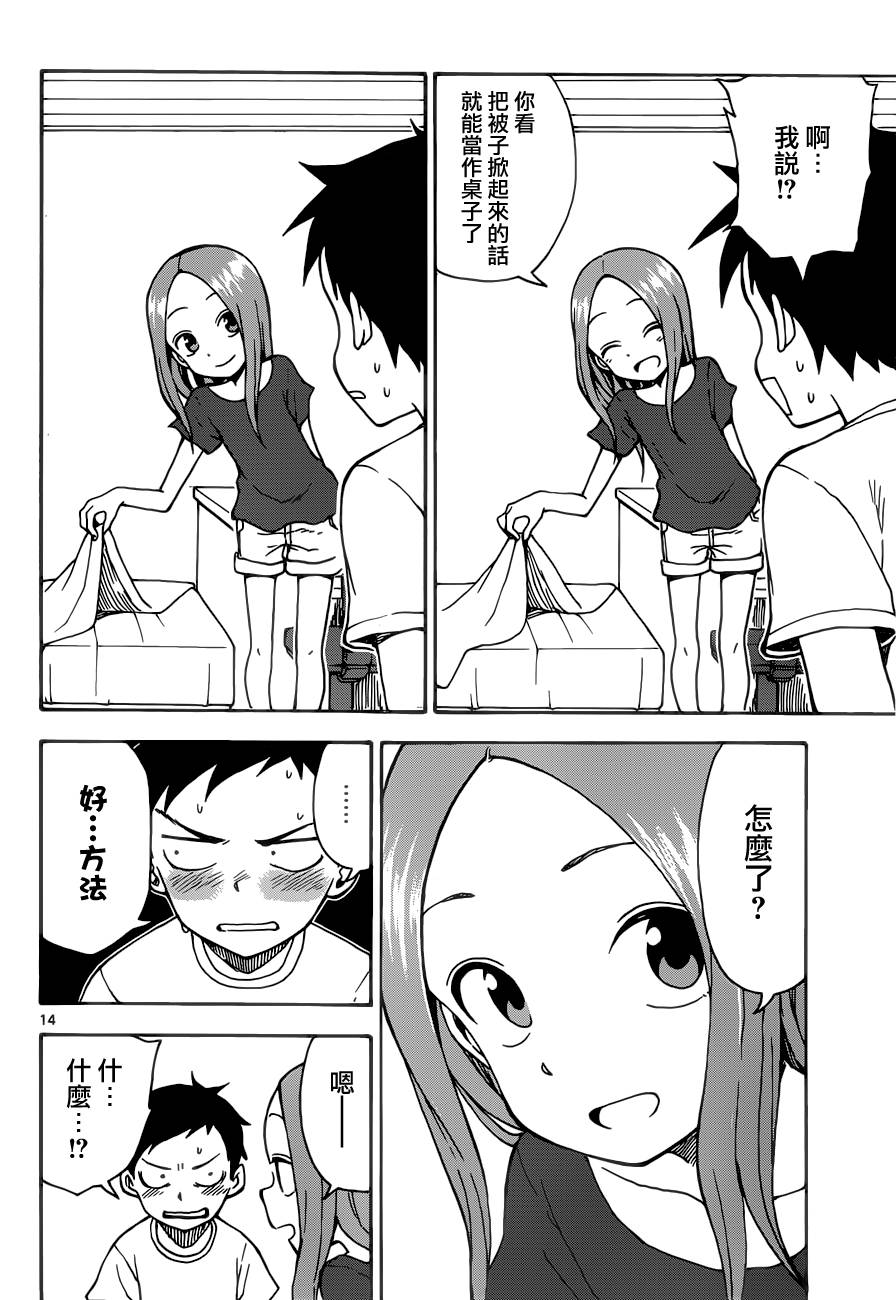 啊…
我説!?
你看
把被子掀起來的話
就能當作桌子了
怎麼了?
……
好…方法
14
嗯——
什…
什麼…!?